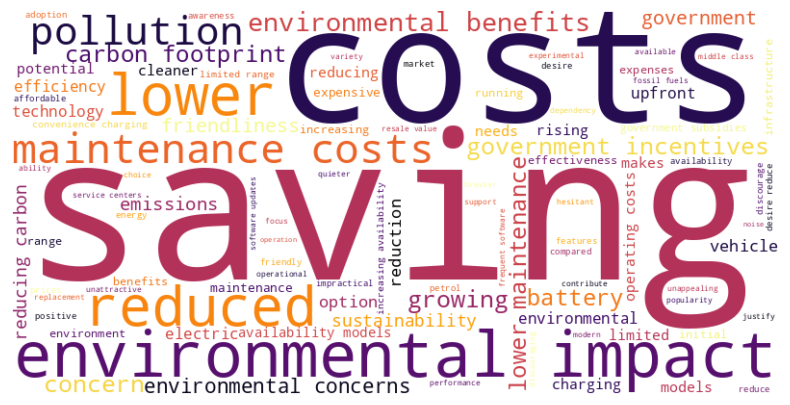 adoption
awareness
pollution
environmental benefits
costs
government
carbon footprint
variety
experimental
available
middle class
market
desire
potential
cleaner
limited range
reducing
expenses
fossil fuels
efficiency
lower
expensive
running
upfront
infrastructure
affordable
technology
dependency
convenience charging
friendliness
increasing
resale value
needs
rising
government subsidies
maintenance costs
government incentives
effectiveness
makes
availability
ability
choice
quieter
saving
lower maintenance
operating costs
discourage
desire reduce
service centers
software updates
hesitant
emissions
energy
focus
support
frequent software
features
compared
noise
reducing carbon
range
operation
friendly
operational
increasing availability
reduction
vehicle
benefits
maintenance
impractical
petrol
battery
contribute
unappealing
replacement
unattractive
reduced
option
growing
popularity
positive
sustainability
environmental
justify
environment
electric
availability models
limited
initial
modern
environmental impact
concern
environmental concerns
performance
charging
models
reduce